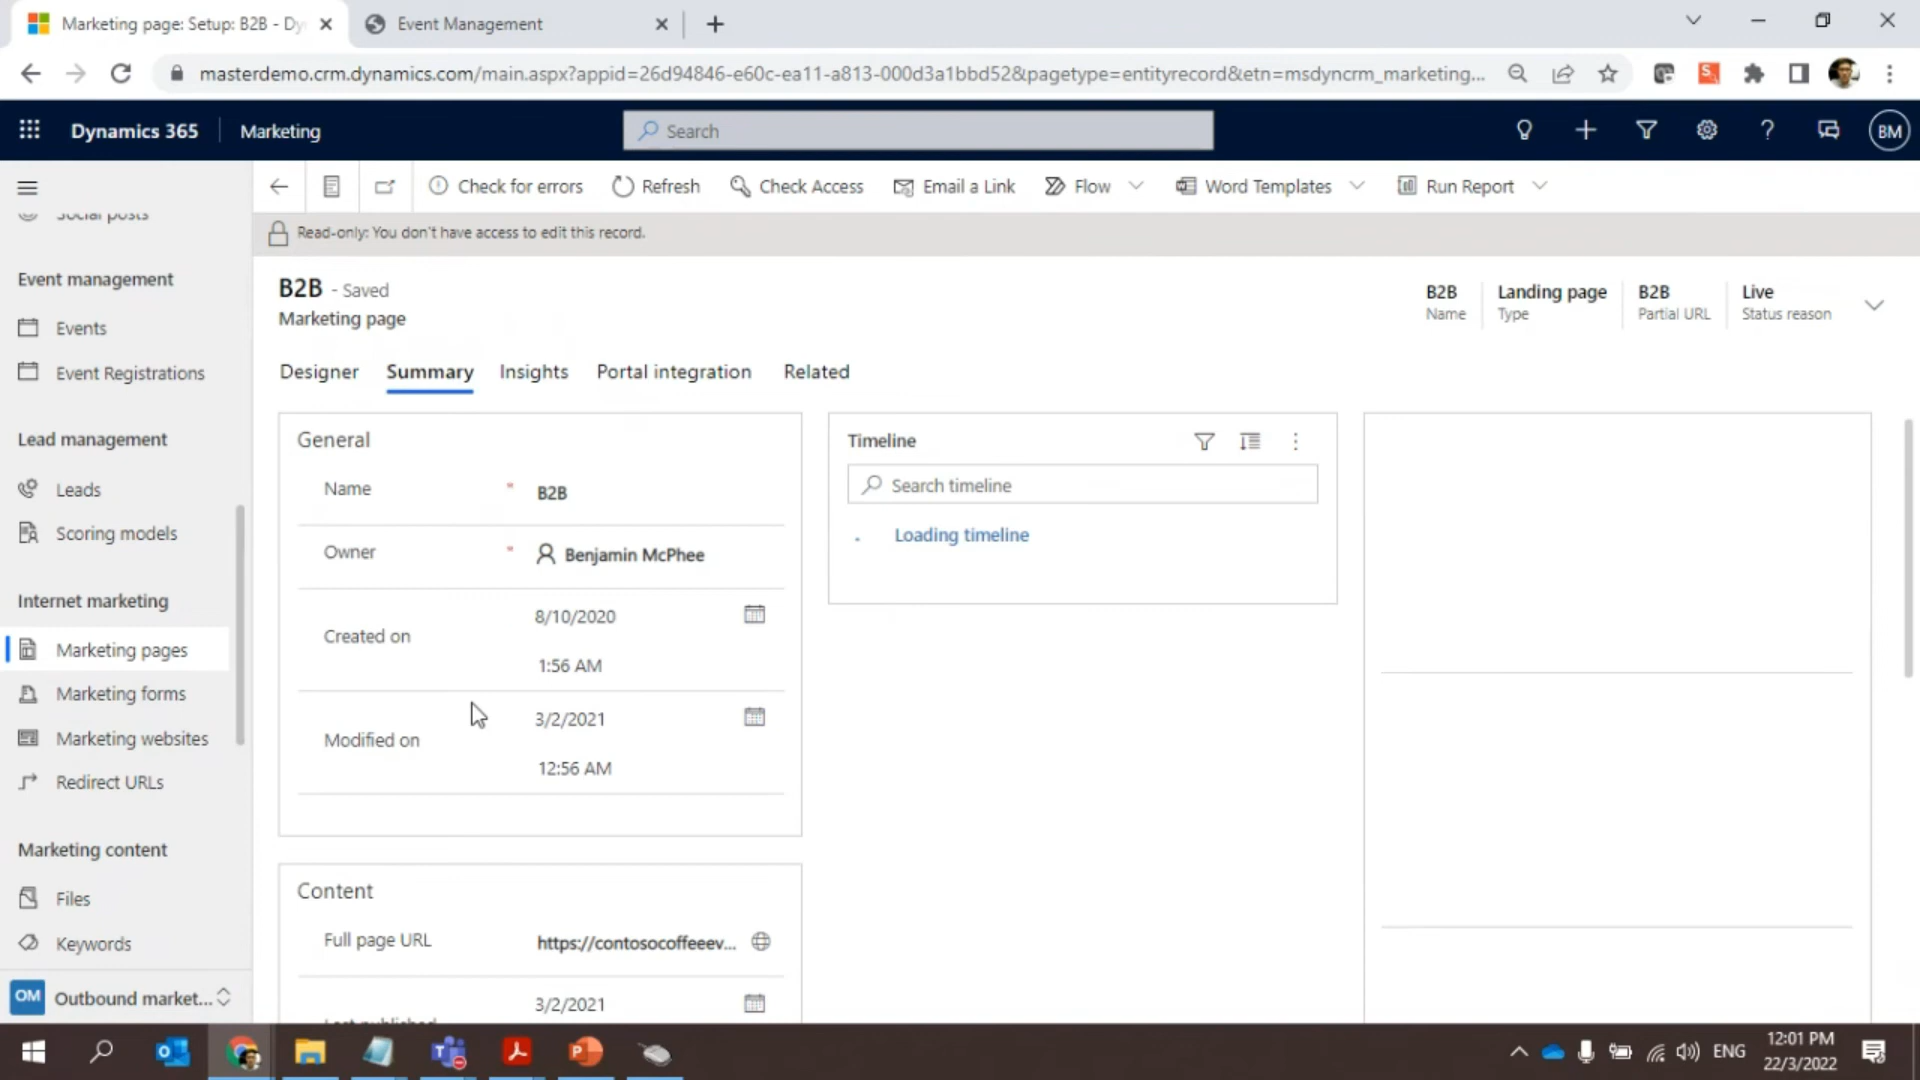 Marketing page: Setup: B2B - Dy
Event Management
masterdemo.crm.dynamics.com/main.aspx?appid=26d94846-e60c-ea11-a813-000d3a1bbd52&pagetype=entityrecord&etn=msdyncrm_marketing...
Dynamics 365
Marketing
Search
BM
Check for errors
Refresh
Check Access
Email a Link
Flow
Word Templates
Run Report
Social posts
Read-only: You don't have access to edit this record.
Event management
Events
Event Registrations
Lead management
Leads
Scoring models
Internet marketing
Marketing pages
Marketing forms
Marketing websites
Redirect URLs
Marketing content
Files
Keywords
OM
Outbound market...
B2B - Saved
Marketing page
B2B
Name
Landing page
Type
B2B
Partial URL
Live
Status reason
Designer
Summary
Insights
Portal integration
Related
General
Name * B2B
Owner * Benjamin McPhee
Created on
8/10/2020
1:56 AM
Modified on
3/2/2021
12:56 AM
Content
Full page URL
https://contosocoffeeev...
Last published
3/2/2021
Timeline
Search timeline
Loading timeline
ENG
12:01 PM
22/3/2022